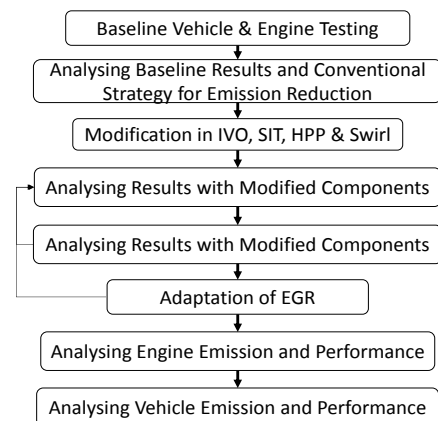 Baseline Vehicle & Engine Testing
Analysing Baseline Results and Conventional
Strategy for Emission Reduction
Modification in IVO, SIT, HPP & Swirl
Analysing Results with Modified Components
Analysing Results with Modified Components
Adaptation of EGR
Analysing Engine Emission and Performance
Analysing Vehicle Emission and Performance